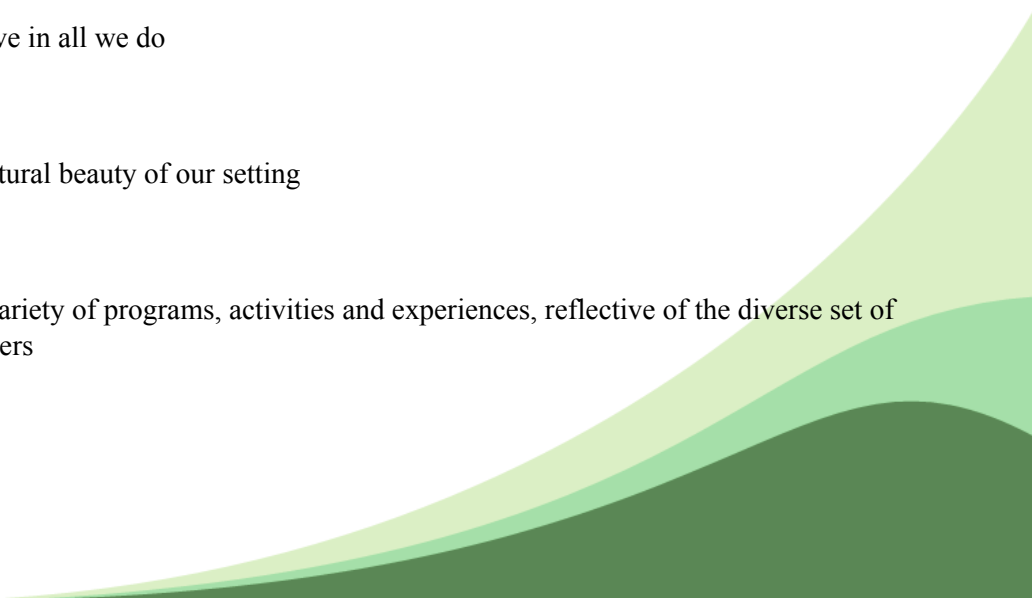 ve in all we do
tural beauty of our setting
ariety of programs, activities and experiences, reflective of the diverse set of
ers